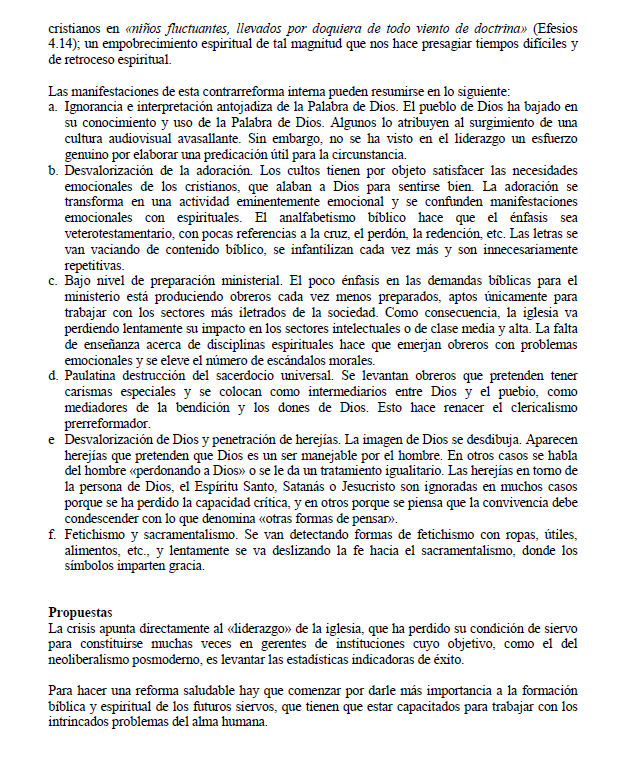 cristianos en «niños fluctuantes, llevados por doquiera de todo viento de doctrina» (Efesios
4.14); un empobrecimiento espiritual de tal magnitud que nos hace presagiar tiempos difíciles y
de retroceso espiritual.
Las manifestaciones de esta contrarreforma interna pueden resumirse en lo siguiente:
a. Ignorancia e interpretación antojadiza de la Palabra de Dios. El pueblo de Dios ha bajado en
su conocimiento y uso de la Palabra de Dios. Algunos lo atribuyen al surgimiento de una
cultura audiovisual avasallante. Sin embargo, no se ha visto en el liderazgo un esfuerzo
genuino por elaborar una predicación útil para la circunstancia.
b. Desvalorización de la adoración. Los cultos tienen por objeto satisfacer las necesidades
emocionales de los cristianos, que alaban a Dios para sentirse bien. La adoración se
transforma en una actividad eminentemente emocional y se confunden manifestaciones
emocionales con espirituales. El analfabetismo bíblico hace que el énfasis sea
veterotestamentario, con pocas referencias a la cruz, el perdón, la redención, etc. Las letras se
van vaciando de contenido bíblico, se infantilizan cada vez más y son innecesariamente
repetitivas.
c. Bajo nivel de preparación ministerial. El poco énfasis en las demandas bíblicas para el
ministerio está produciendo obreros cada vez menos preparados, aptos únicamente para
trabajar con los sectores más iletrados de la sociedad. Como consecuencia, la iglesia va
perdiendo lentamente su impacto en los sectores intelectuales o de clase media y alta. La falta
de enseñanza acerca de disciplinas espirituales hace que emerjan obreros con problemas
emocionales y se eleve el número de escándalos morales.
d. Paulatina destrucción del sacerdocio universal. Se levantan obreros que pretenden tener
carismas especiales y se colocan como intermediarios entre Dios y el puebio, como
mediadores de la bendición y los dones de Dios. Esto hace renacer el clericalismo
prerreformador.
e Desvalorización de Dios y penetración de herejías. La imagen de Dios se desdibuja. Aparecen
herejías que pretenden que Dios es un ser manejable por el hombre. En otros casos se habla
del hombre «perdonando a Dios» o se le da un tratamiento igualitario. Las herejías en torno de
la persona de Dios, el Espíritu Santo, Satanás o Jesucristo son ignoradas en muchos casos
porque se ha perdido la capacidad crítica, y en otros porque se piensa que la convivencia debe
condescender con lo que denomina «otras formas de pensar».
f. Fetichismo y sacramentalismo. Se van detectando formas de fetichismo con ropas, útiles,
alimentos, etc., y lentamente se va deslizando la fe hacia el sacramentalismo, donde los
símbolos imparten gracia.
Propuestas
La crisis apunta directamente al «liderazgo» de la iglesia, que ha perdido su condición de siervo
para constituirse muchas veces en gerentes de instituciones cuyo objetivo, como el del
neoliberalismo posmoderno, es levantar las estadísticas indicadoras de éxito.
Para hacer una reforma saludable hay que comenzar por darle más importancia a la formación
bíblica y espiritual de los futuros siervos, que tienen que estar capacitados para trabajar con los
intrincados problemas del alma humana.